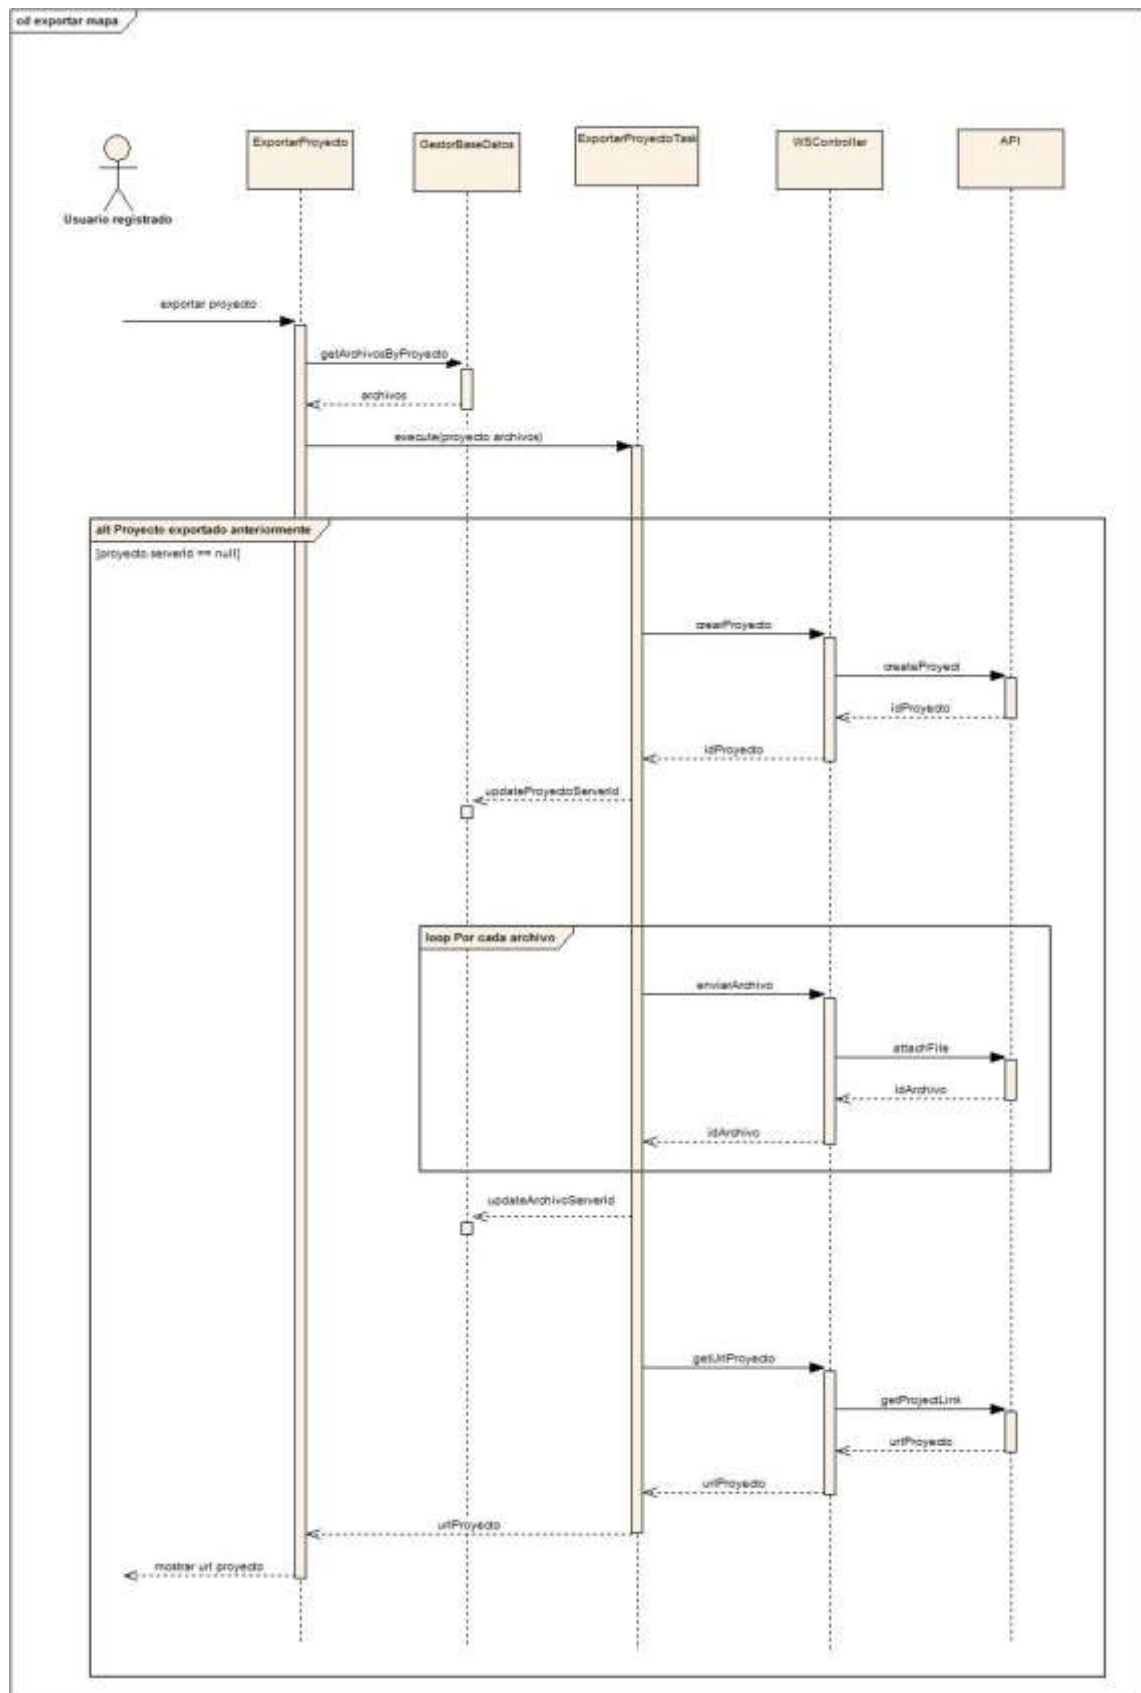 cd exportar mapa
ExportarProyecto
GestorBaseDatos
ExportarProyectoTask
WSController
API
Usuario registrado
exportar proyecto
getArchivosByProyecto
archivos
execute(proyecto archivos)
alt Proyecto exportado anteriormente
[proyecto.serverId == null]
crearProyecto
createProyect
idProyecto
idProyecto
updateProyectoServerId
loop Por cada archivo
enviarArchivo
attachFile
idArchivo
idArchivo
updateArchivoServerId
getUrlProyecto
getProjectLink
urlProyecto
urlProyecto
urlProyecto
mostrar url proyecto